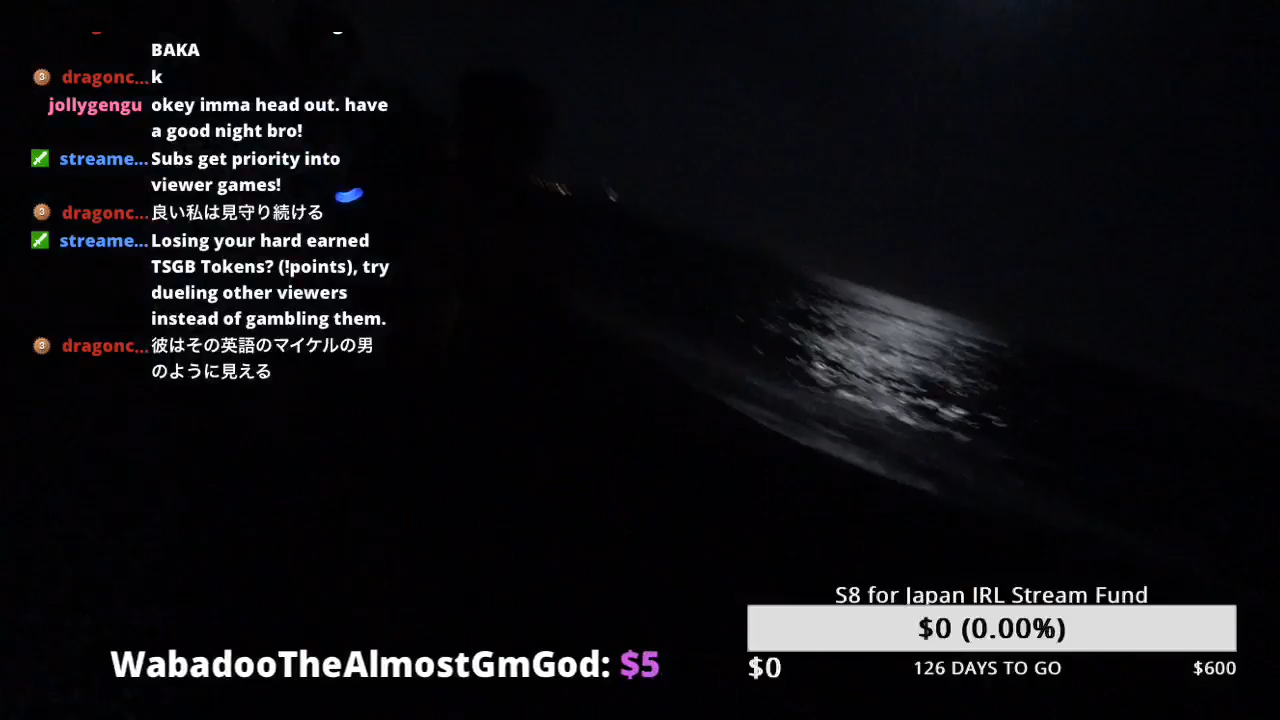 BAKA
dragonc... k
jollygengu okey imma head out. have
a good night bro!
streame... Subs get priority into
viewer games!
dragonc... 良い私は見守り続ける
streame... Losing your hard earned
TSGB Tokens? (!points), try
dueling other viewers
instead of gambling them.
dragonc... 彼はその英語のマイケルの男
のように見える
S8 for Japan IRL Stream Fund
$0 (0.00%)
$0 126 DAYS TO GO $600
WabadooTheAlmostGmGod: $5